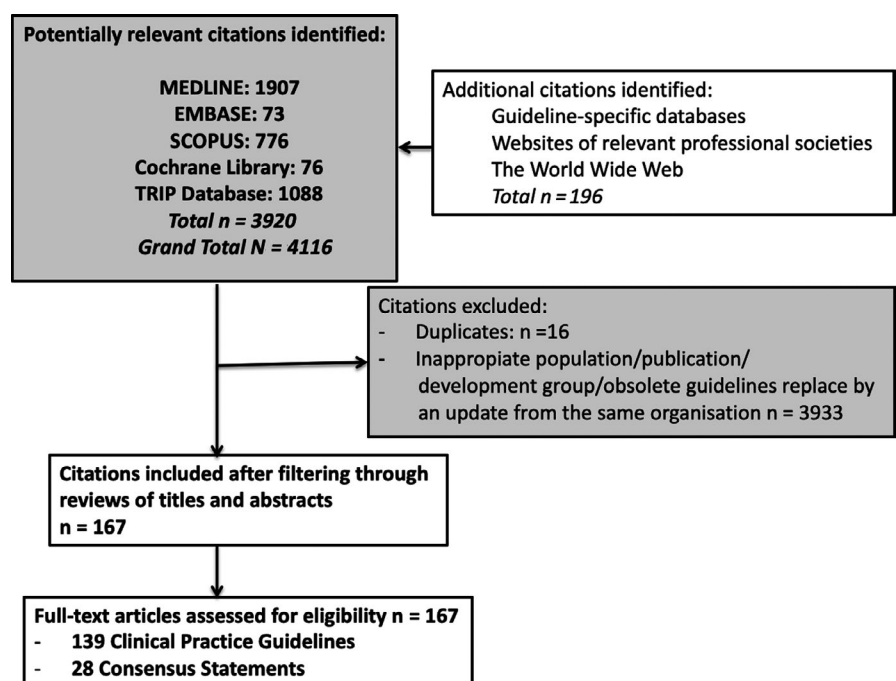 Potentially relevant citations identified:
MEDLINE: 1907
EMBASE: 73
SCOPUS: 776
Cochrane Library: 76
TRIP Database: 1088
Total n = 3920
Grand Total N = 4116
Additional citations identified:
Guideline-specific databases
Websites of relevant professional societies
The World Wide Web
Total n = 196
Citations excluded:
- Duplicates: n =16
- Inappropiate population/publication/
development group/obsolete guidelines replace by
an update from the same organisation n = 3933
Citations included after filtering through
reviews of titles and abstracts
n = 167
Full-text articles assessed for eligibility n = 167
- 139 Clinical Practice Guidelines
- 28 Consensus Statements